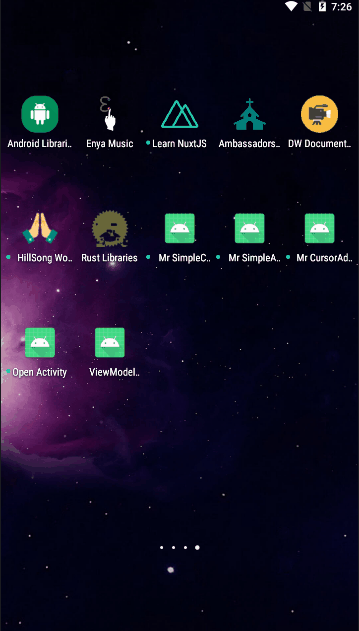 7:26
Android Librari..
Enya Music
Learn NuxtJS
Ambassadors..
DW Document..
HillSong Wo..
Rust Libraries
Mr SimpleC..
Mr SimpleA..
Mr CursorAd..
Open Activity
ViewModel..